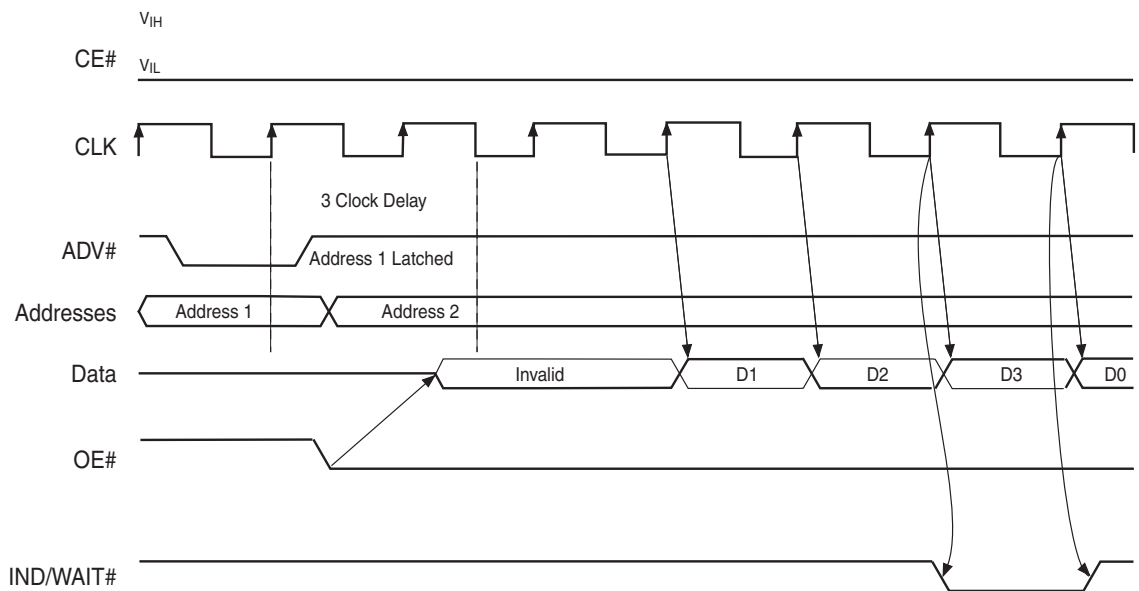 VIH
CE#
VIL
CLK
3 Clock Delay
ADV#
Address 1 Latched
Addresses
Address 1
Address 2
Data
Invalid
D1
D2
D3
D0
OE#
IND/WAIT#